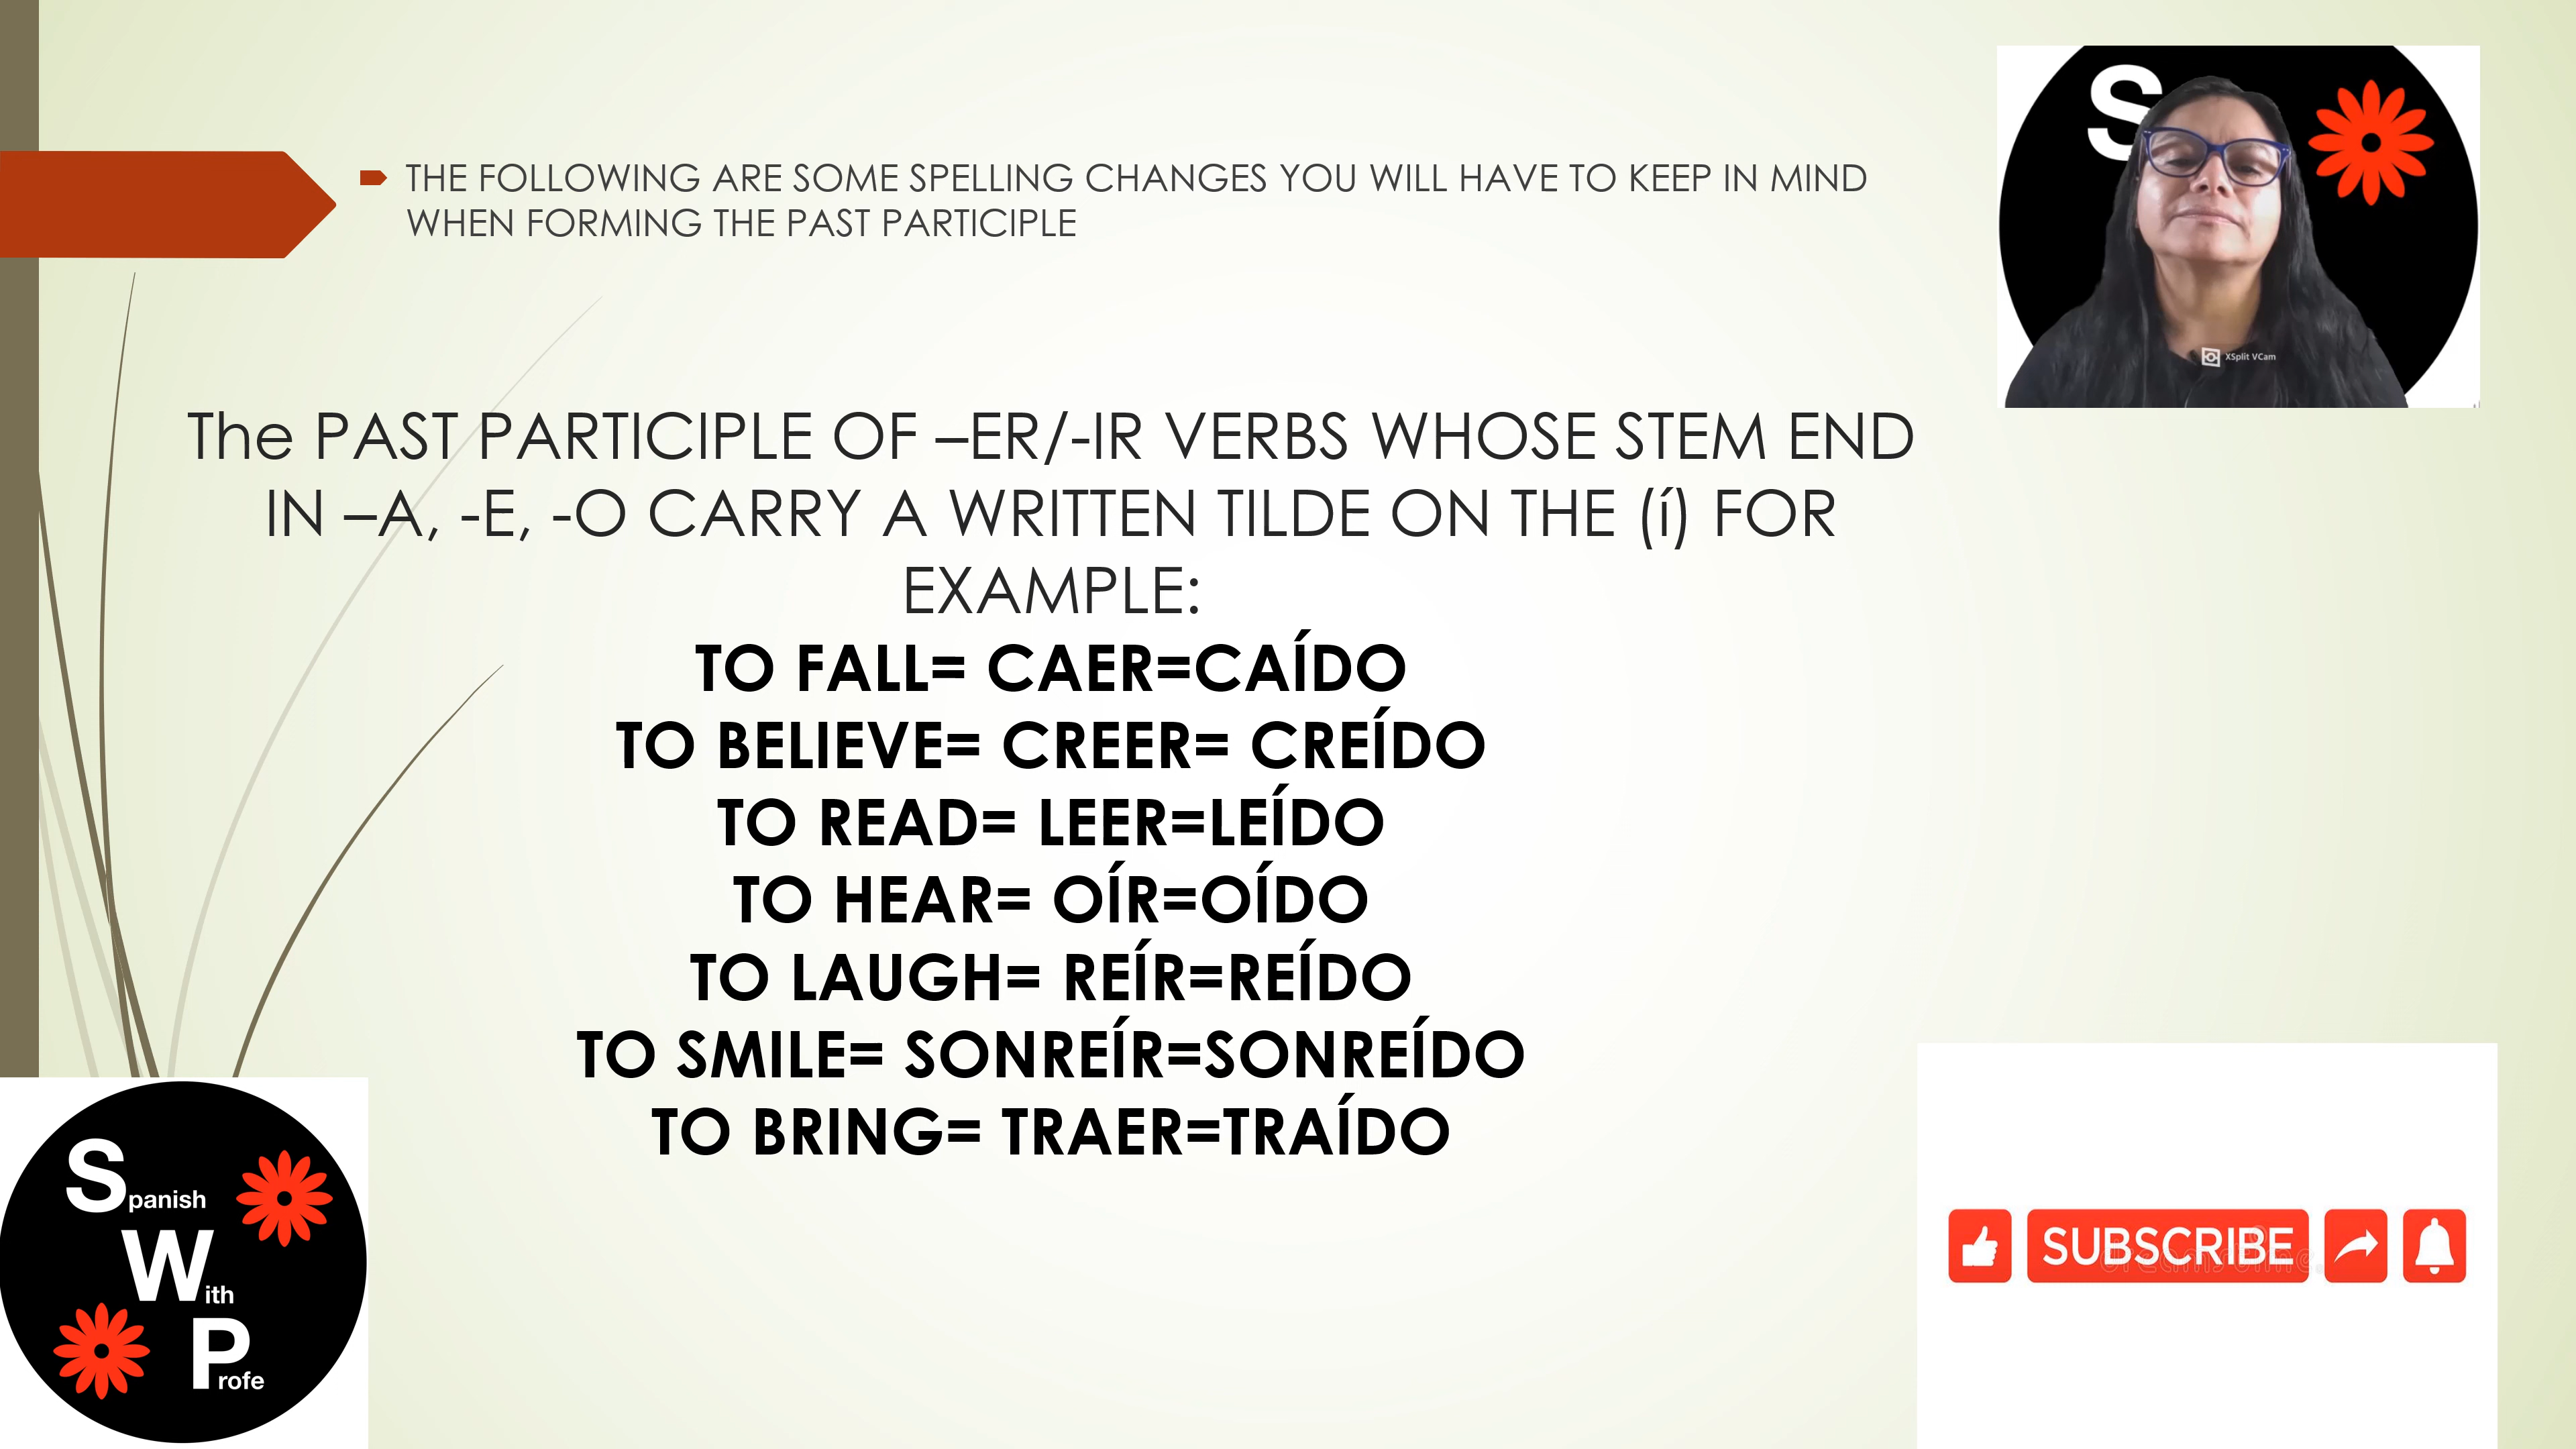 THE FOLLOWING ARE SOME SPELLING CHANGES YOU WILL HAVE TO KEEP IN MIND
WHEN FORMING THE PAST PARTICIPLE
S
XSplit VCam
The PAST PARTICIPLE OF –ER/-IR VERBS WHOSE STEM END
IN –A, -E, -O CARRY A WRITTEN TILDE ON THE (í) FOR
EXAMPLE:
TO FALL= CAER=CAÍDO
TO BELIEVE= CREER= CREÍDO
TO READ= LEER=LEÍDO
TO HEAR= OÍR=OÍDO
TO LAUGH= REÍR=REÍDO
TO SMILE= SONREÍR=SONREÍDO
TO BRING= TRAER=TRAÍDO
Spanish
With
Profe
SUBSCRIBE